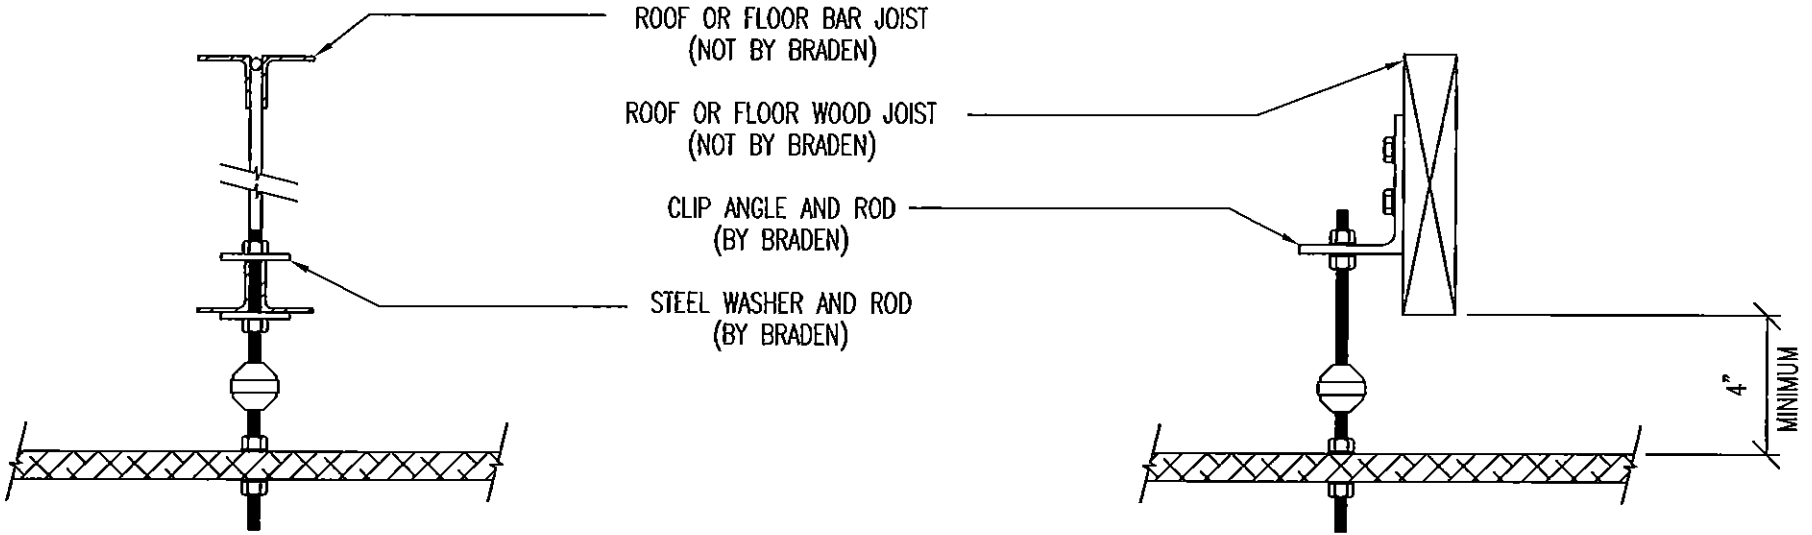 ROOF OR FLOOR BAR JOIST
(NOT BY BRADEN)
ROOF OR FLOOR WOOD JOIST
(NOT BY BRADEN)
CLIP ANGLE AND ROD
(BY BRADEN)
STEEL WASHER AND ROD
(BY BRADEN)
4"
MINIMUM